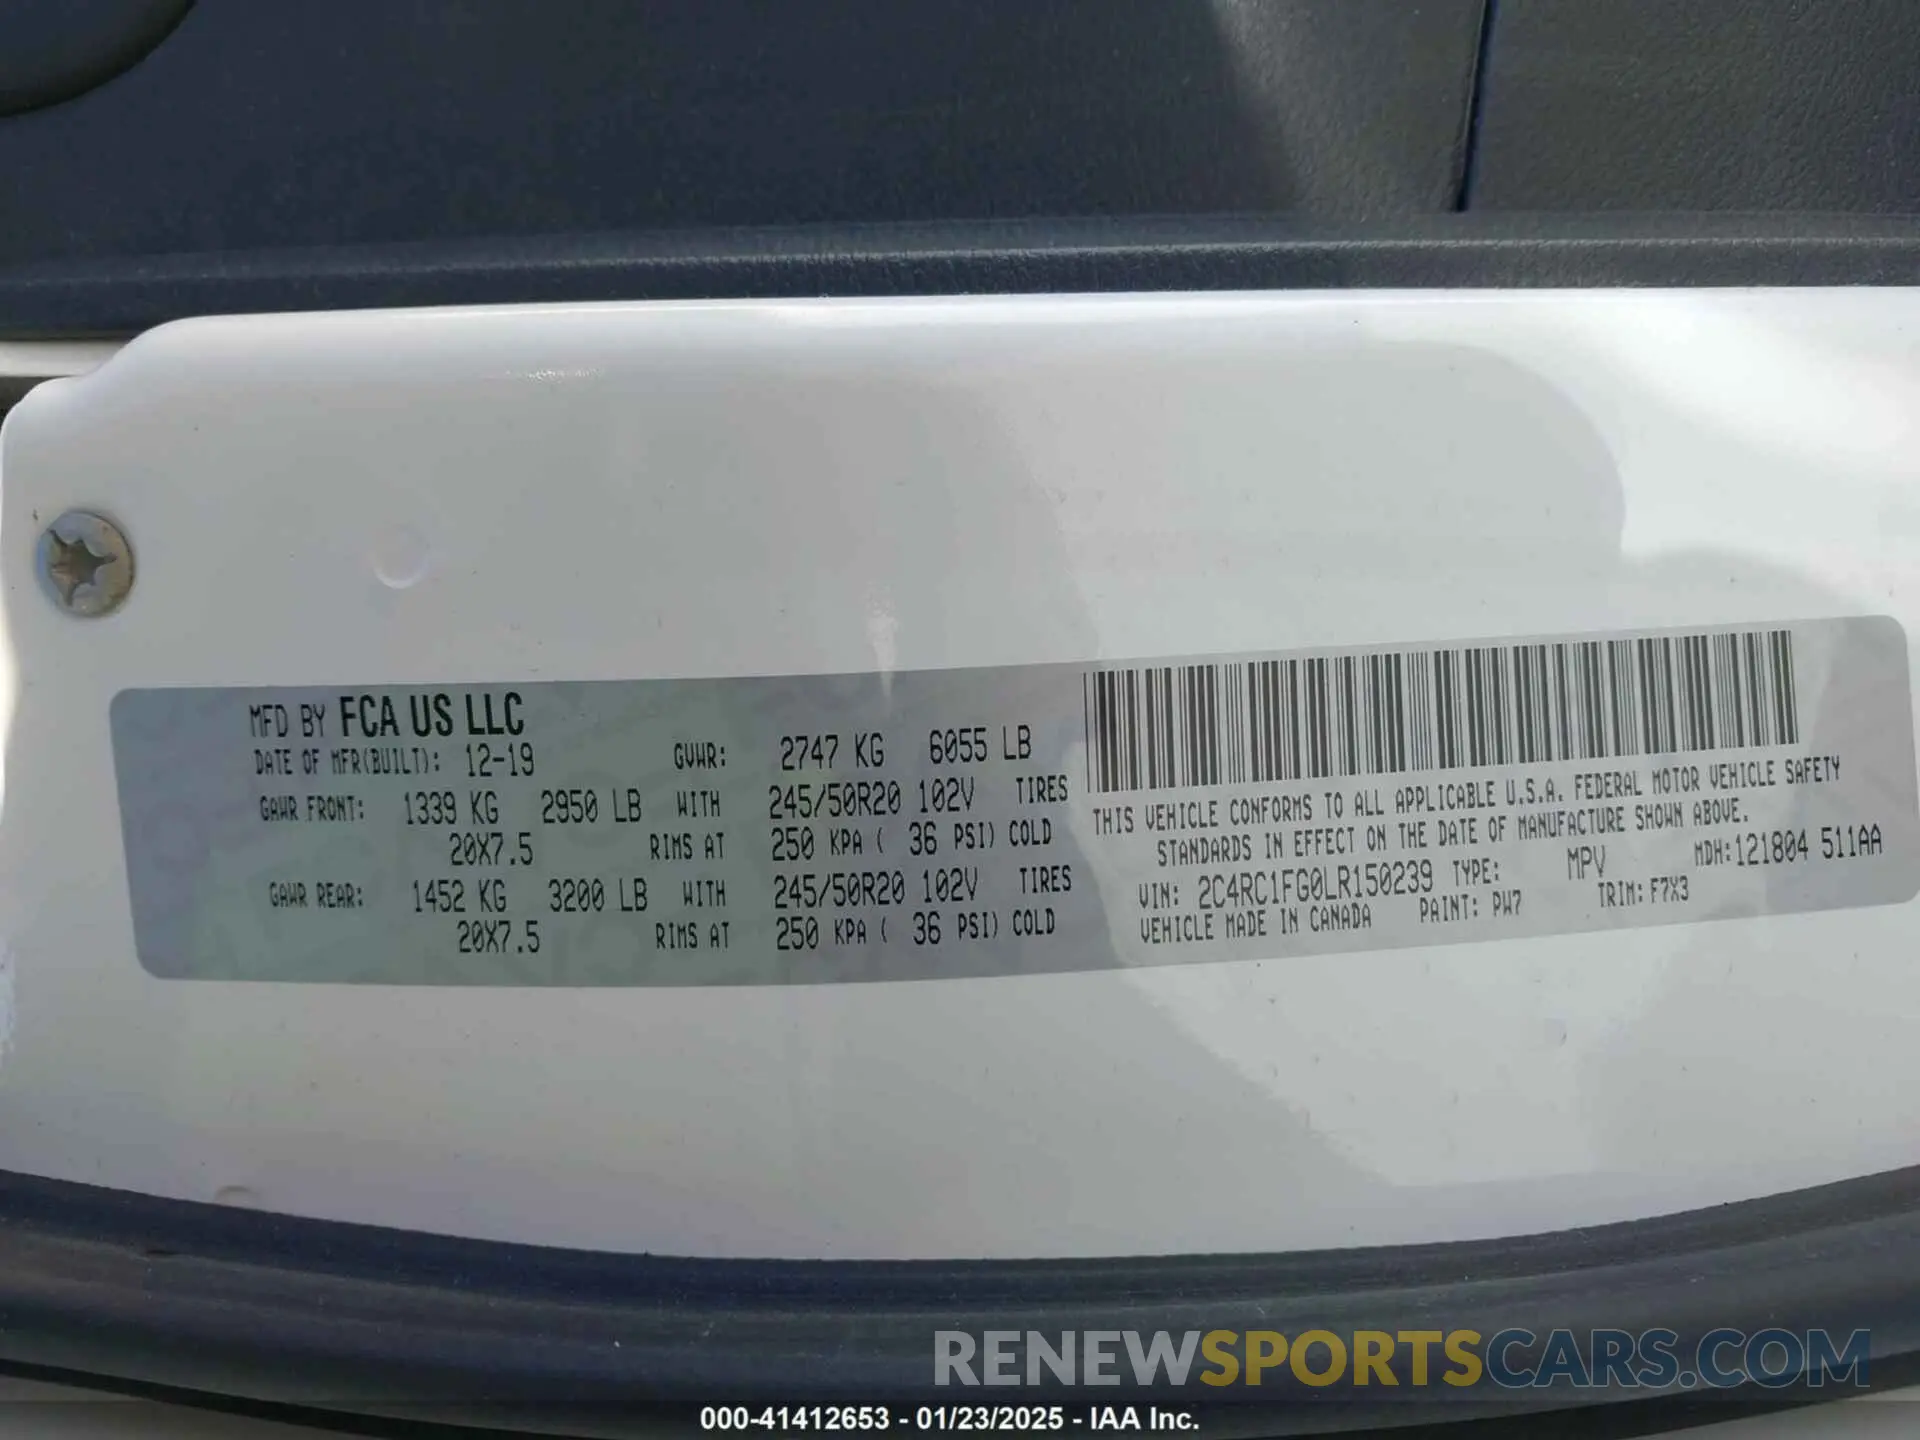 MFD BY FCA US LLC
DATE OF MFR(BUILT): 12-19 GVWR: 2747 KG 6055 LB
GAWR FRONT: 1339 KG 2950 LB WITH 245/50R20 102V TIRES
20X7.5 RIMS AT 250 KPA ( 36 PSI) COLD
GAWR REAR: 1452 KG 3200 LB WITH 245/50R20 102V TIRES
20X7.5 RIMS AT 250 KPA ( 36 PSI) COLD
THIS VEHICLE CONFORMS TO ALL APPLICABLE U.S.A. FEDERAL MOTOR VEHICLE SAFETY
STANDARDS IN EFFECT ON THE DATE OF MANUFACTURE SHOWN ABOVE.
VIN: 2C4RC1FG0LR150239 TYPE: MPV MDH:121804 511AA
VEHICLE MADE IN CANADA PAINT: PW7 TRIM: F7X3
RENEWSPORTSCARS.COM
000-41412653 - 01/23/2025 - IAA Inc.